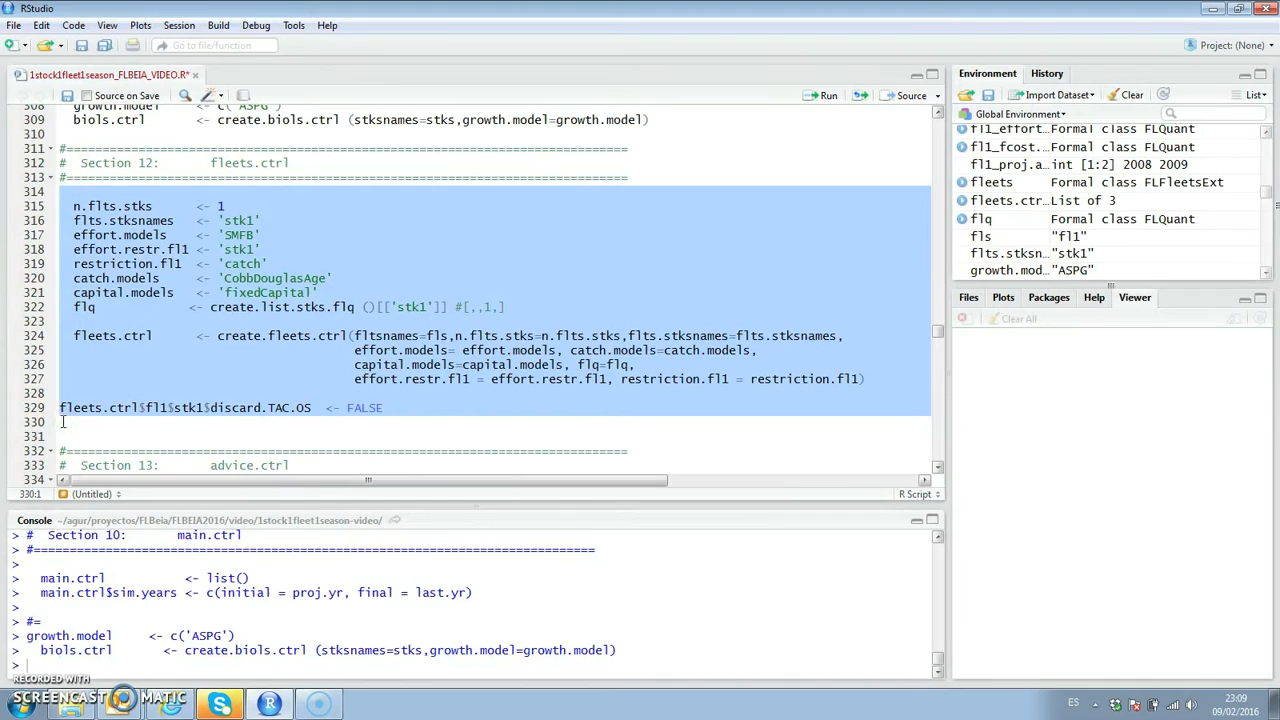 RStudio
File Edit Code View Plots Session Build Debug Tools Help
Go to file/function
Project: (None)
1stock1fleet1season_FLBEIA_VIDEO.R*
Source on Save
Run
Source
308 growth.model <- c('ASPG')
309 biols.ctrl <- create.biols.ctrl (stksnames=stks,growth.model=growth.model)
310
311 #==============================================================================
312 # Section 12: fleets.ctrl
313 #==============================================================================
314
315 n.flts.stks <- 1
316 flts.stksnames <- 'stk1'
317 effort.models <- 'SMFB'
318 effort.restr.fl1 <- 'stk1'
319 restriction.fl1 <- 'catch'
320 catch.models <- 'CobbDouglasAge'
321 capital.models <- 'fixedCapital'
322 flq <- create.list.stks.flq ()[['stk1']] #[,,1,]
323
324 fleets.ctrl <- create.fleets.ctrl(fltsnames=fls,n.flts.stks=n.flts.stks,flts.stksnames=flts.stksnames,
325 effort.models= effort.models, catch.models=catch.models,
326 capital.models=capital.models, flq=flq,
327 effort.restr.fl1 = effort.restr.fl1, restriction.fl1 = restriction.fl1)
328
329 fleets.ctrl$fl1$stk1$discard.TAC.OS <- FALSE
330
331
332 #==============================================================================
333 # Section 13: advice.ctrl
334
330:1 (Untitled) R Script
Console ~/agur/proyectos/FLBeia/FLBEIA2016/video/1stock1fleet1season-video/
> # Section 10: main.ctrl
> #==============================================================================
>
> main.ctrl <- list()
> main.ctrl$sim.years <- c(initial = proj.yr, final = last.yr)
>
> #=
> growth.model <- c('ASPG')
> biols.ctrl <- create.biols.ctrl (stksnames=stks,growth.model=growth.model)
>
Environment History
Import Dataset Clear List
Global Environment
fl1_effort... Formal class FLQuant
fl1_fcost... Formal class FLQuant
fl1_proj.a... int [1:2] 2008 2009
fleets Formal class FLFleetsExt
fleets.ctr... List of 3
flq Formal class FLQuant
fls "fl1"
flts.stksn... "stk1"
growth.mod... "ASPG"
Files Plots Packages Help Viewer
Clear All
RECORDED WITH
SCREENCAST MATIC
ES
23:09
09/02/2016